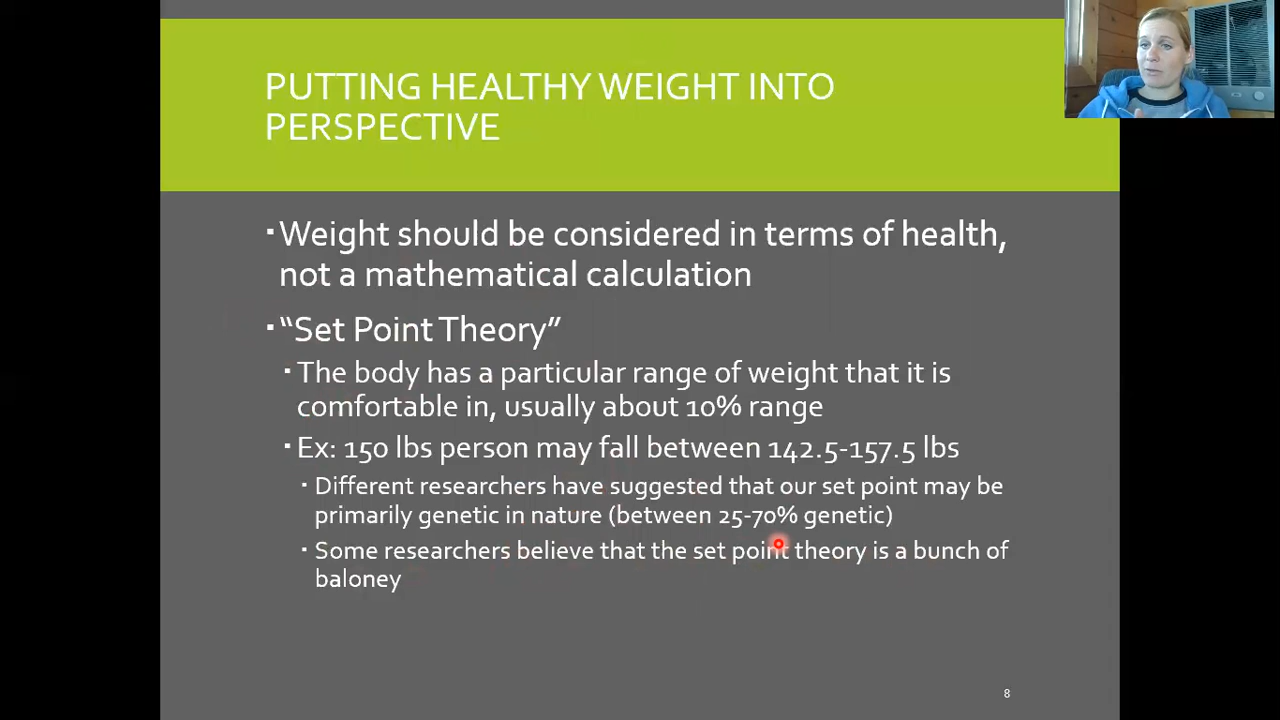 PUTTING HEALTHY WEIGHT INTO
PERSPECTIVE
▪Weight should be considered in terms of health,
not a mathematical calculation
▪“Set Point Theory”
▪The body has a particular range of weight that it is
comfortable in, usually about 10% range
▪Ex: 150 lbs person may fall between 142.5-157.5 lbs
▪Different researchers have suggested that our set point may be
primarily genetic in nature (between 25-70% genetic)
▪Some researchers believe that the set point theory is a bunch of
baloney
8